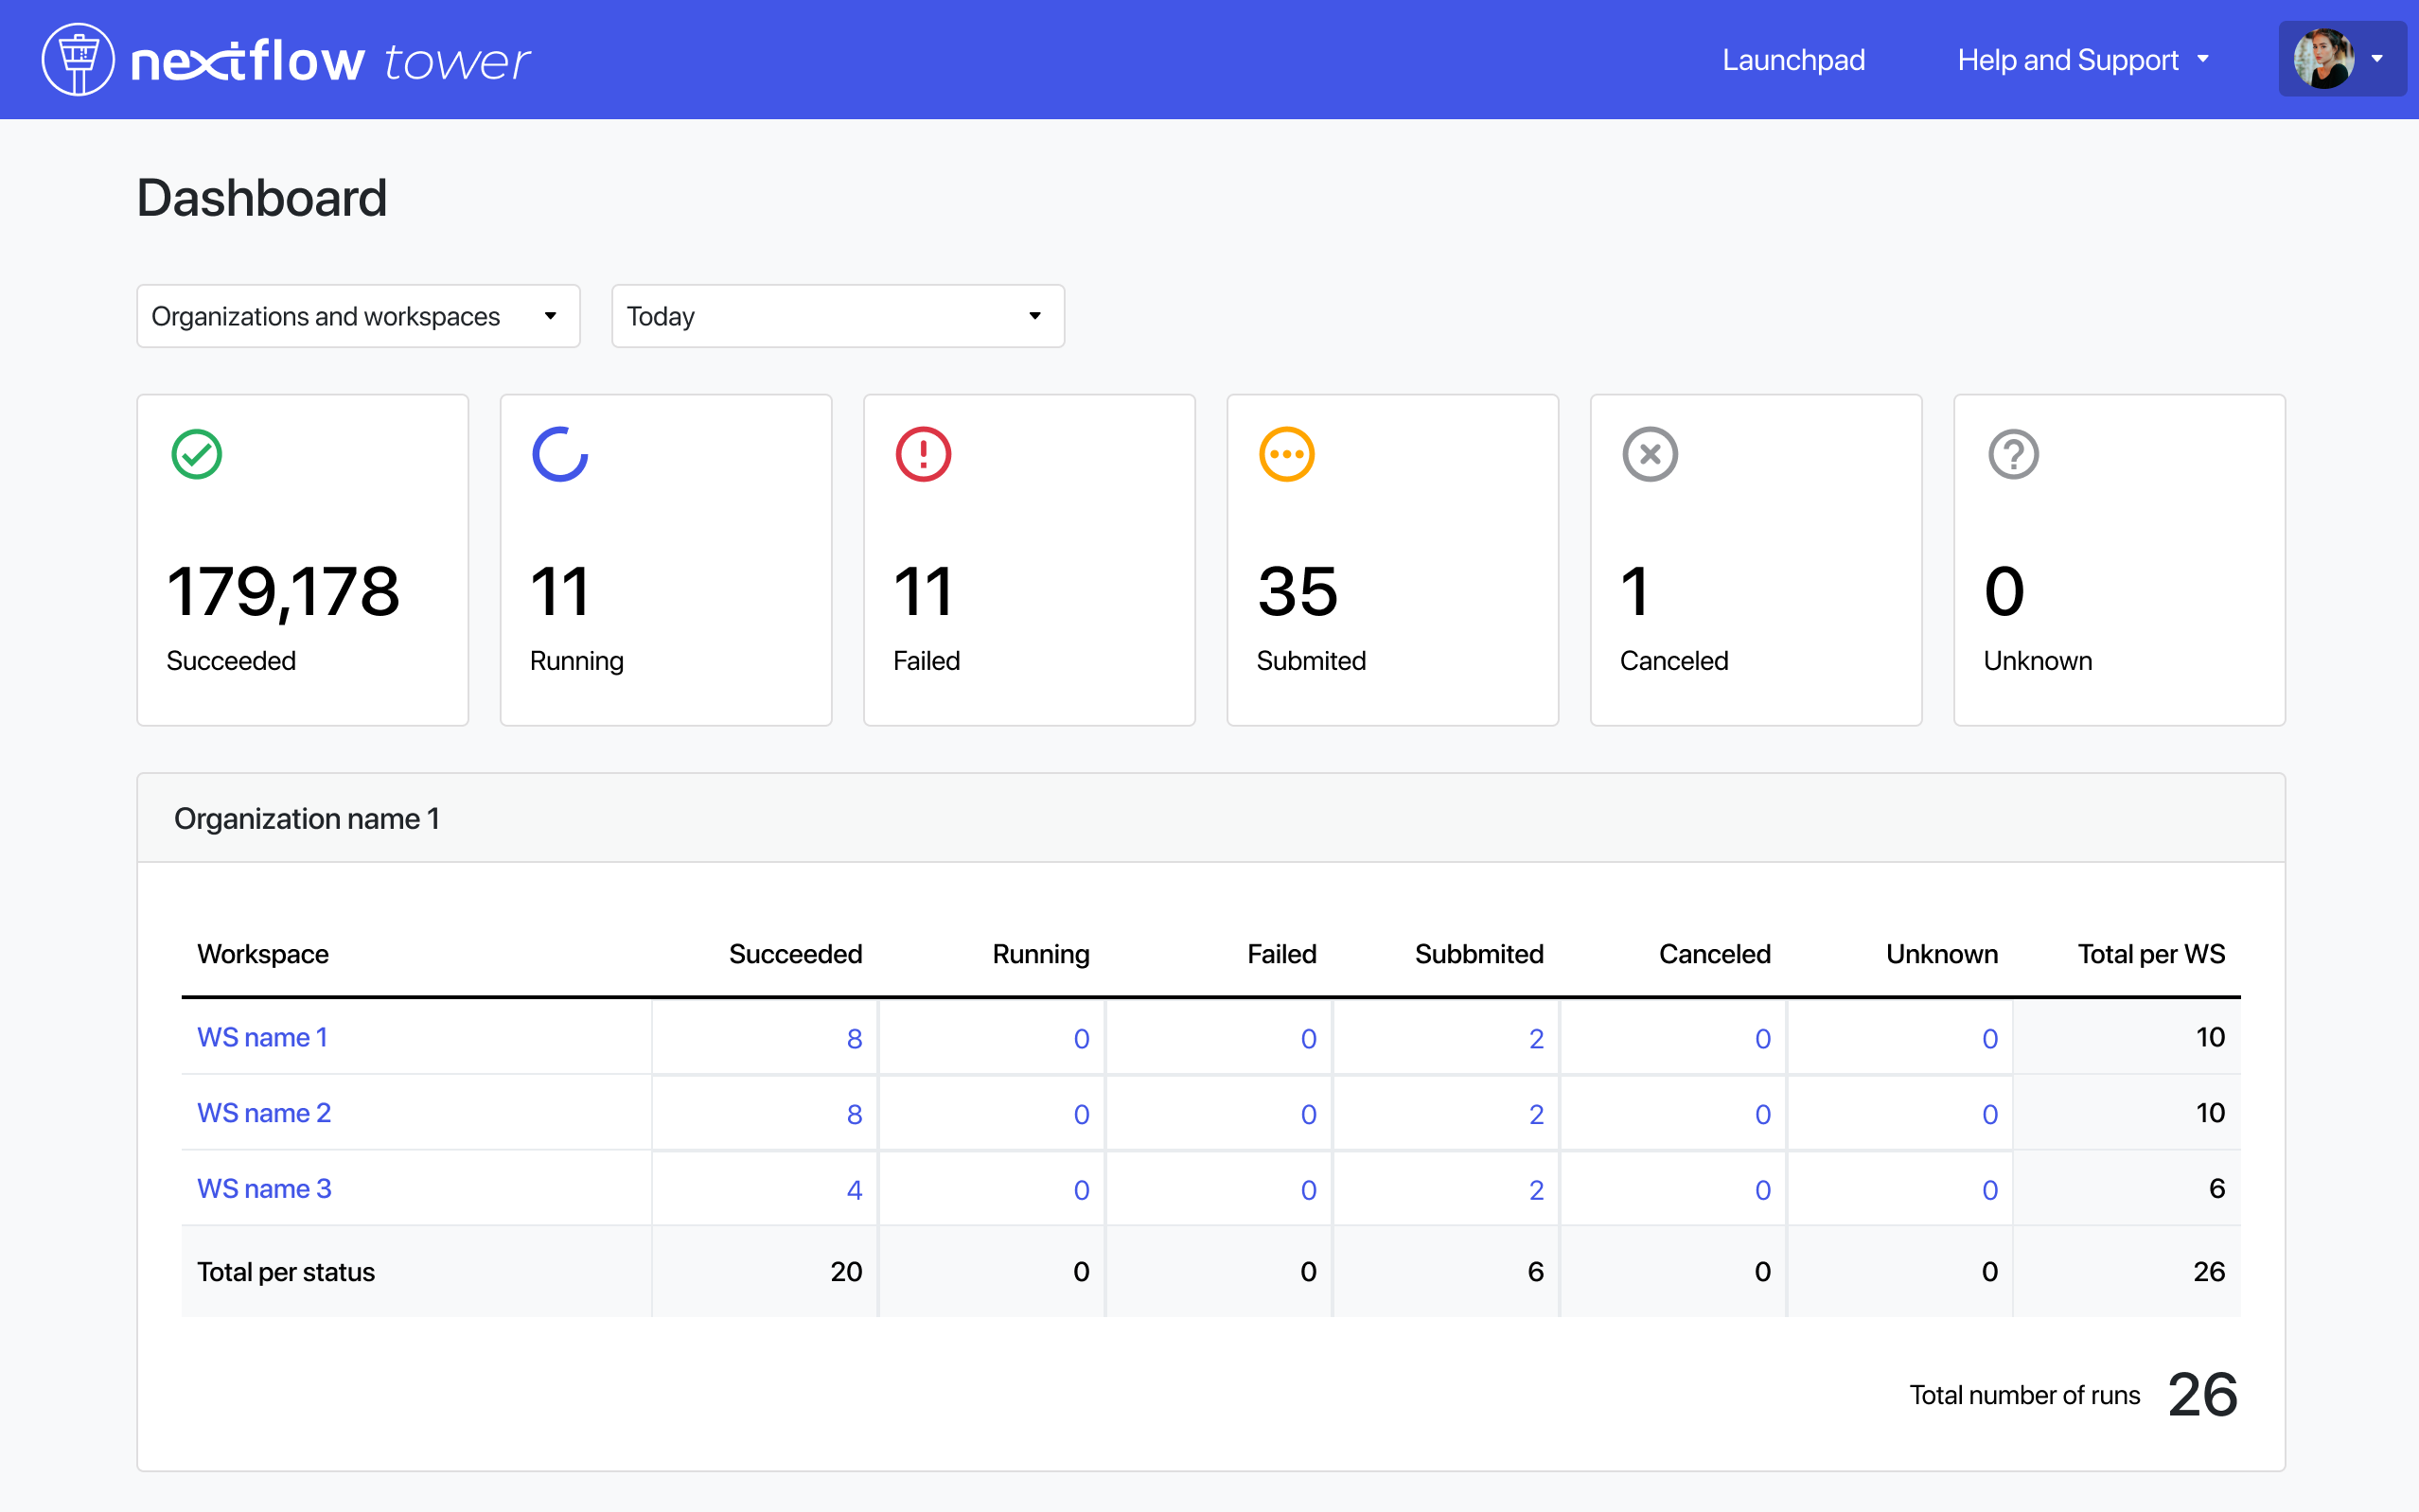 nextflow tower Launchpad Help and Support
Dashboard
Organizations and workspaces Today
179,178 11 11 35 1 0
Succeeded Running Failed Submited Canceled Unknown
Organization name 1
Workspace Succeeded Running Failed Subbmited Canceled Unknown Total per WS
WS name 1 8 0 0 2 0 0 10
WS name 2 8 0 0 2 0 0 10
WS name 3 4 0 0 2 0 0 6
Total per status 20 0 0 6 0 0 26
Total number of runs 26